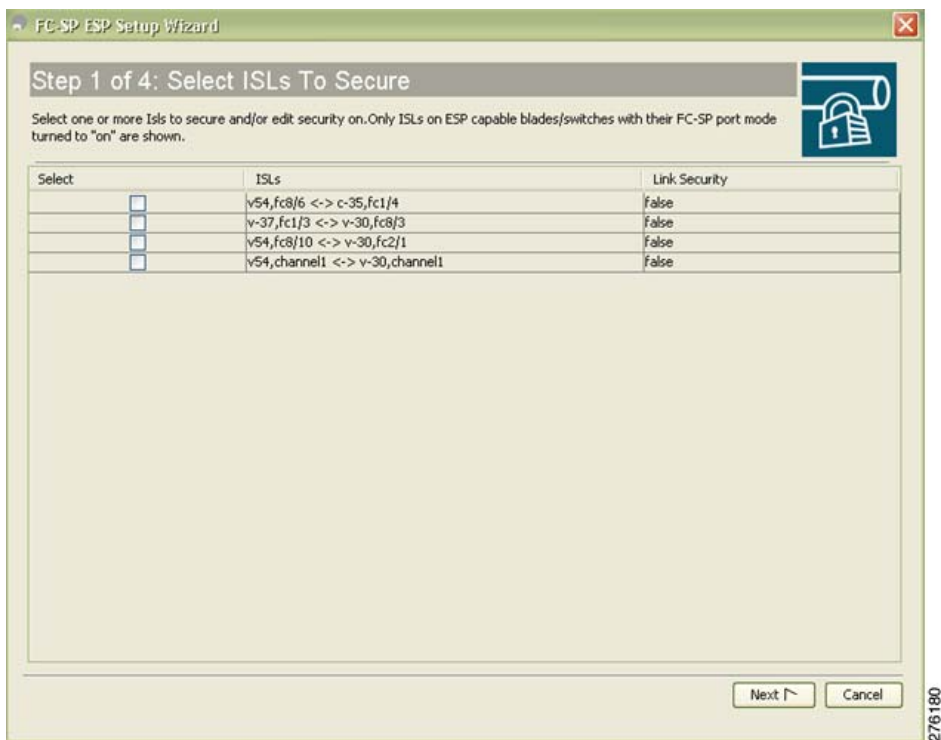 FC-SP ESP Setup Wizard
Step 1 of 4: Select ISLs To Secure
Select one or more Isls to secure and/or edit security on.Only ISLs on ESP capable blades/switches with their FC-SP port mode
turned to "on" are shown.
Select ISLs Link Security
v54,fc8/6 <-> c-35,fc1/4 false
v-37,fc1/3 <-> v-30,fc8/3 false
v54,fc8/10 <-> v-30,fc2/1 false
v54,channel1 <-> v-30,channel1 false
Next Cancel
276180